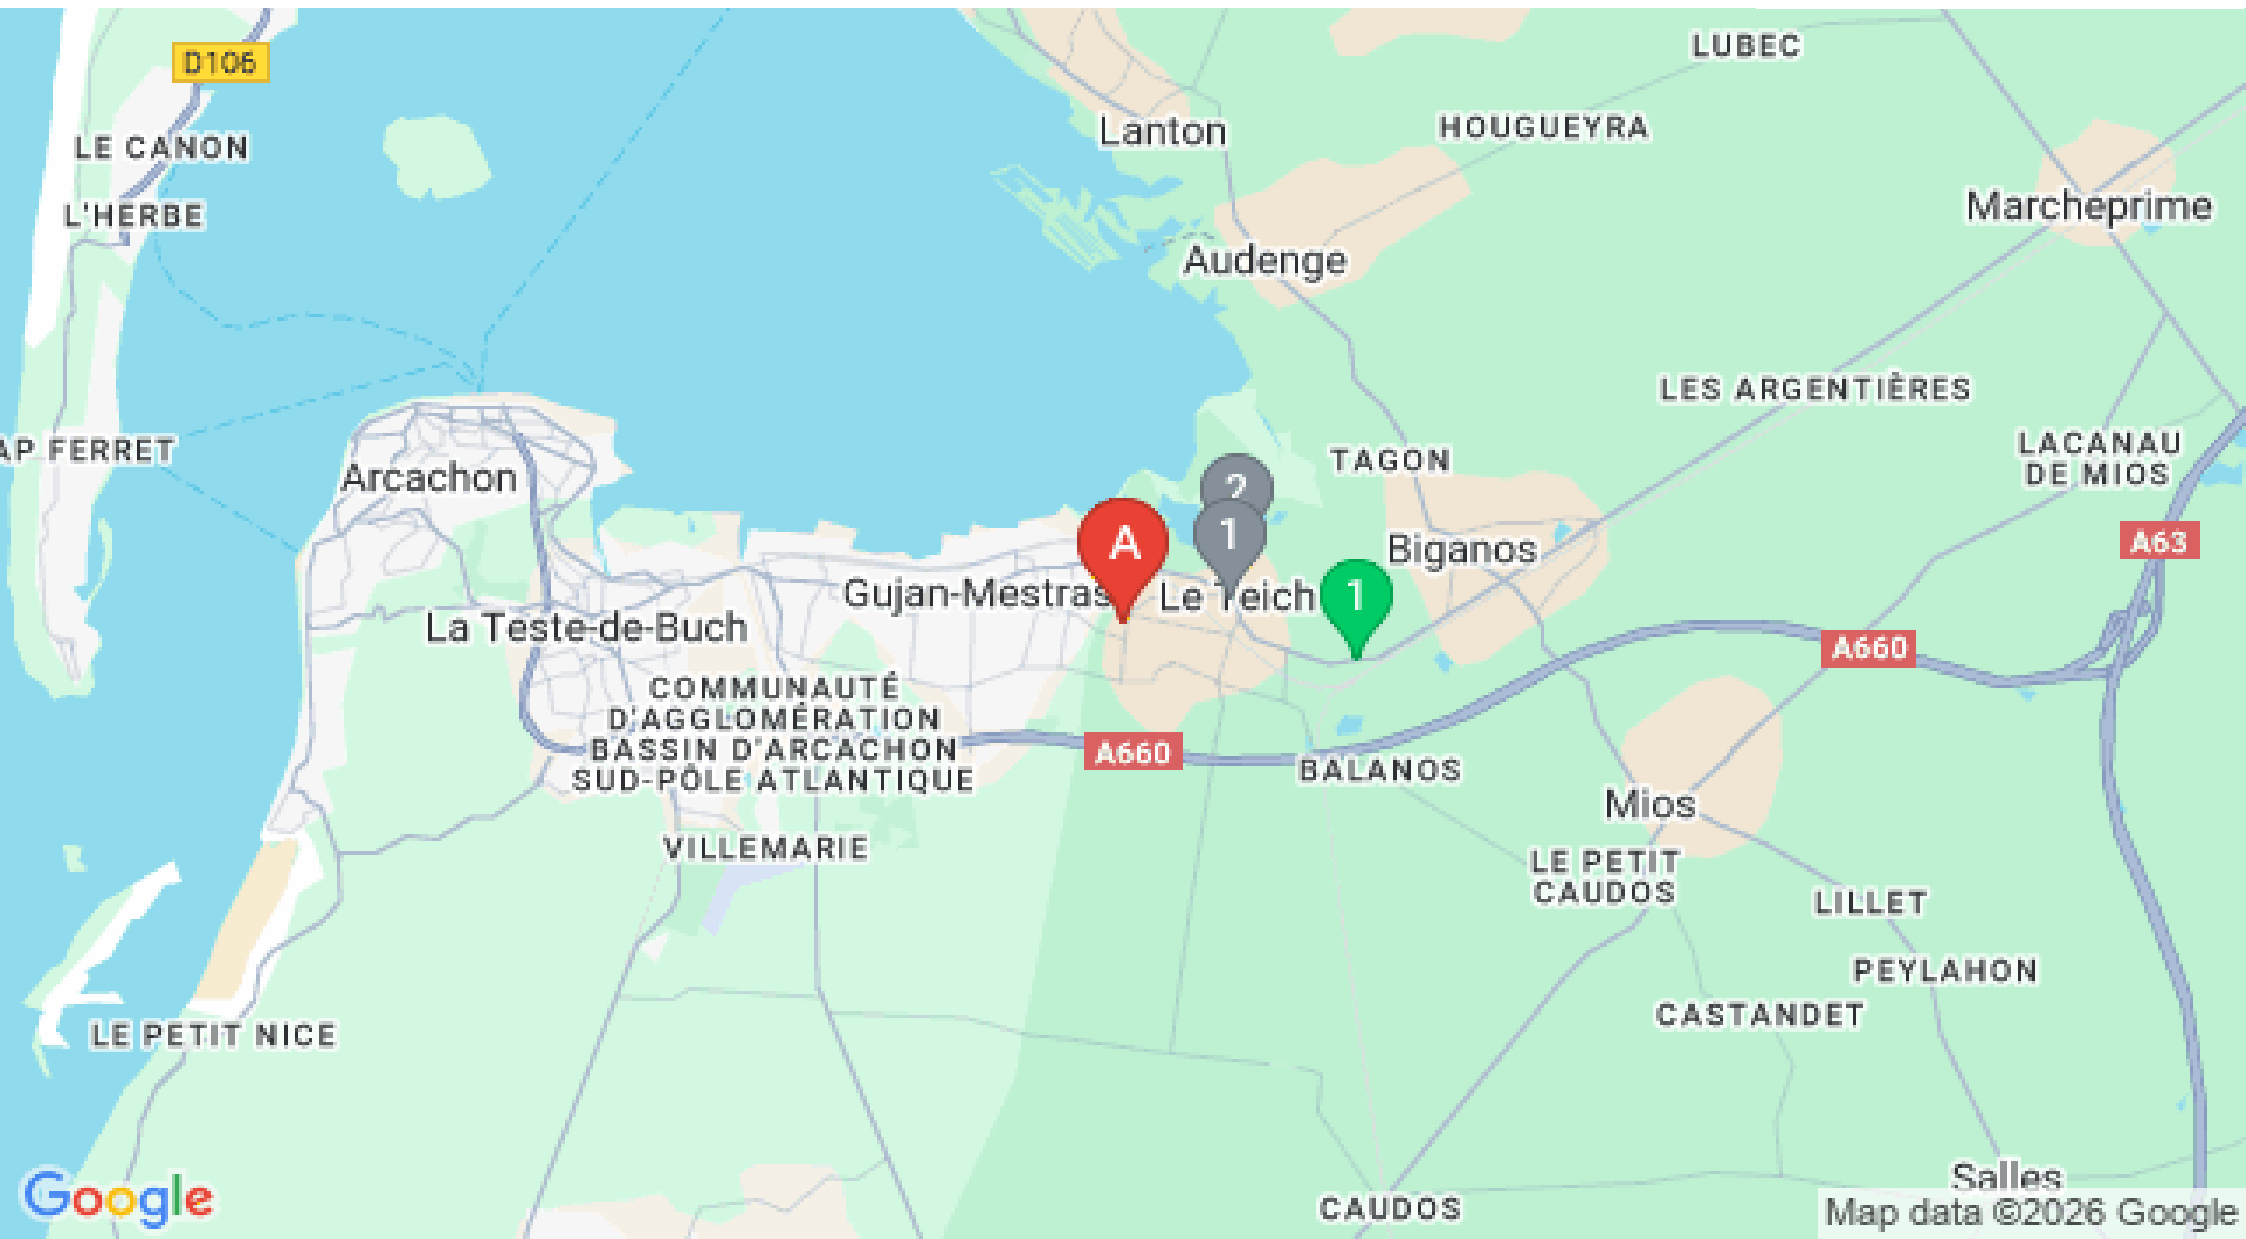 D106
LUBEC
LE CANON
Lanton
HOUGUEYRA
L'HERBE
Marcheprime
Audenge
LES ARGENTIÈRES
AP FERRET
Arcachon
TAGON
LACANAU
DE MIOS
2
1
A
A63
Biganos
Gujan-Mestras
Le Teich
1
La Teste-de-Buch
A660
COMMUNAUTÉ
D'AGGLOMÉRATION
BASSIN D'ARCACHON
SUD-PÔLE ATLANTIQUE
A660
BALANOS
Mios
VILLEMARIE
LE PETIT
CAUDOS
LILLET
PEYLAHON
CASTANDET
LE PETIT NICE
Salles
CAUDOS
Google
Map data ©2026 Google